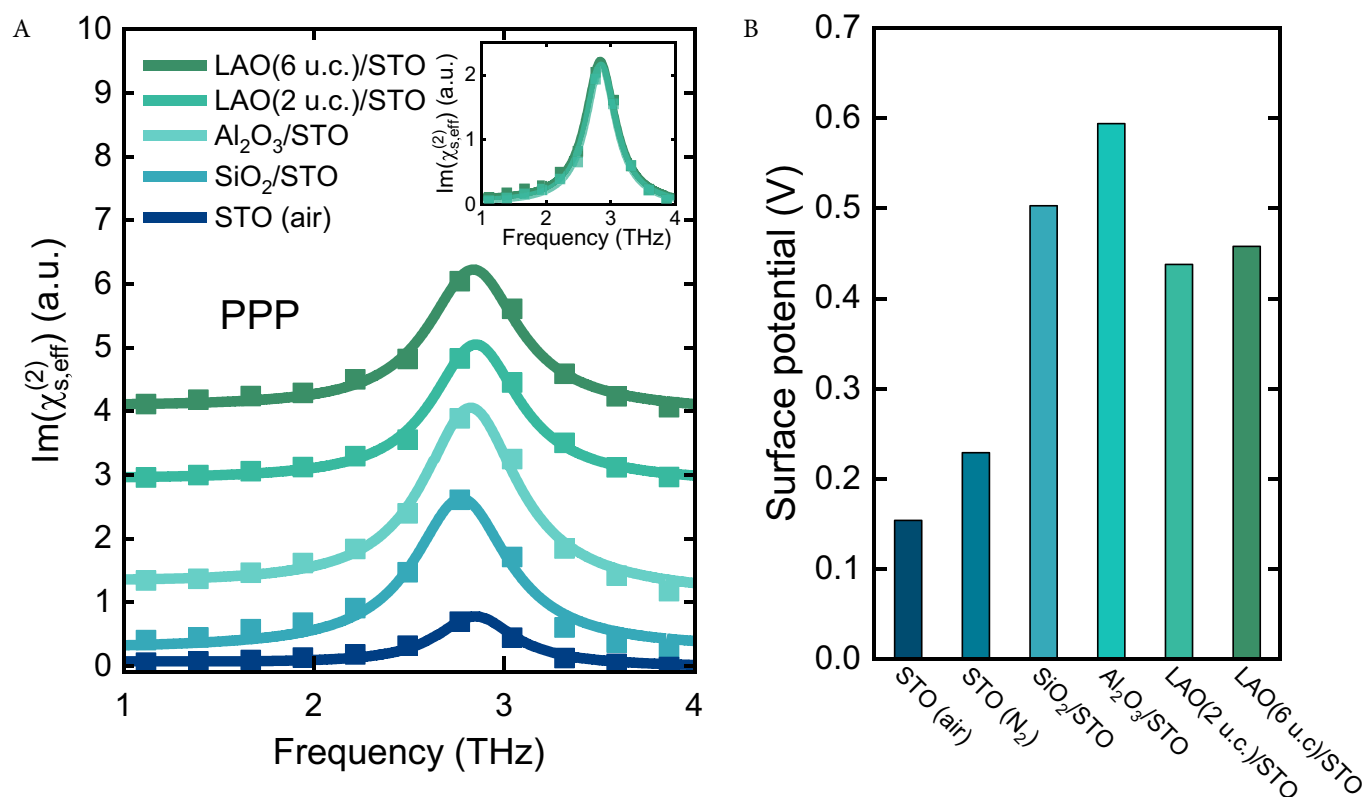 A
10
9
8
7
6
5
4
3
2
1
0
Im(χ(2)s,eff) (a.u.)
LAO(6 u.c.)/STO
LAO(2 u.c.)/STO
Al2O3/STO
SiO2/STO
STO (air)
PPP
1 2 3 4
Frequency (THz)
Im(χ(2)s,eff) (a.u.)
2
1
0
1 2 3 4
Frequency (THz)
B
0.7
0.6
0.5
0.4
0.3
0.2
0.1
0.0
Surface potential (V)
STO (air)
STO (N2)
SiO2/STO
Al2O3/STO
LAO(2 u.c.)/STO
LAO(6 u.c)/STO